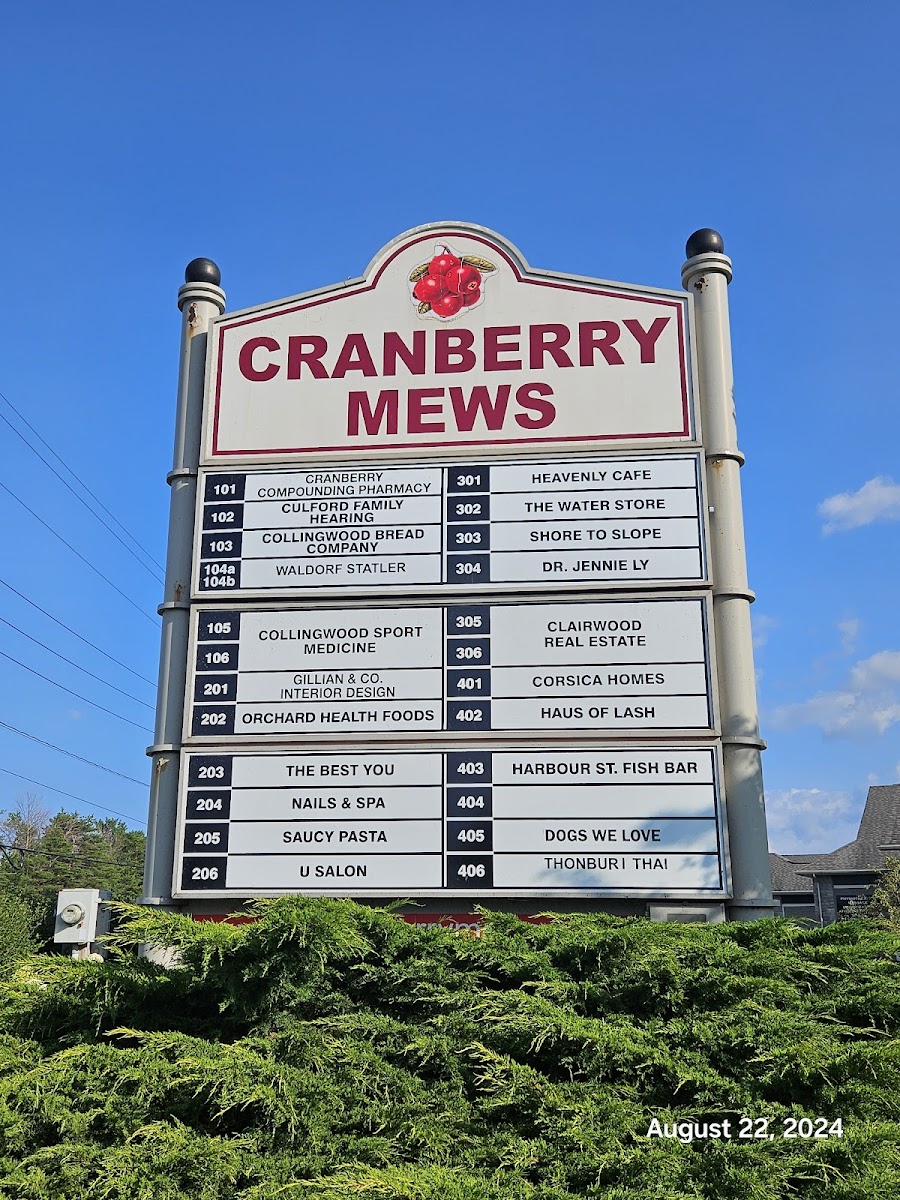 CRANBERRY
MEWS
101 CRANBERRY
COMPOUNDING PHARMACY
102 CULFORD FAMILY
HEARING
103 COLLINGWOOD BREAD
COMPANY
104a
104b WALDORF STATLER
301 HEAVENLY CAFE
302 THE WATER STORE
303 SHORE TO SLOPE
304 DR. JENNIE LY
105
106 COLLINGWOOD SPORT
MEDICINE
201 GILLIAN & CO.
INTERIOR DESIGN
202 ORCHARD HEALTH FOODS
305
306 CLAIRWOOD
REAL ESTATE
401 CORSICA HOMES
402 HAUS OF LASH
203 THE BEST YOU
204 NAILS & SPA
205 SAUCY PASTA
206 U SALON
403 HARBOUR ST. FISH BAR
404
405 DOGS WE LOVE
406 THONBURI THAI
August 22, 2024